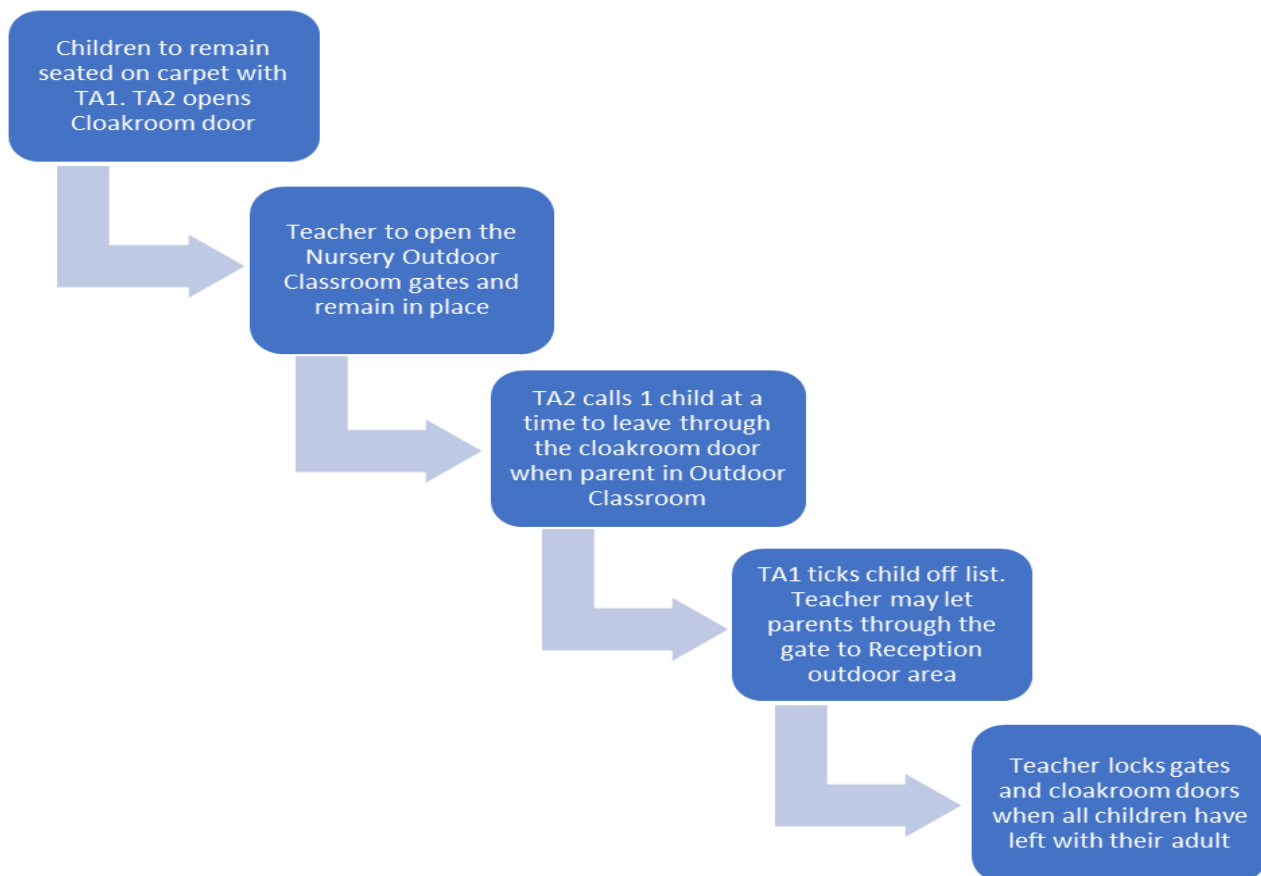 Children to remain
seated on carpet with
TA1. TA2 opens
Cloakroom door
Teacher to open the
Nursery Outdoor
Classroom gates and
remain in place
TA2 calls 1 child at a
time to leave through
the cloakroom door
when parent in Outdoor
Classroom
TA1 ticks child off list.
Teacher may let
parents through the
gate to Reception
outdoor area
Teacher locks gates
and cloakroom doors
when all children have
left with their adult